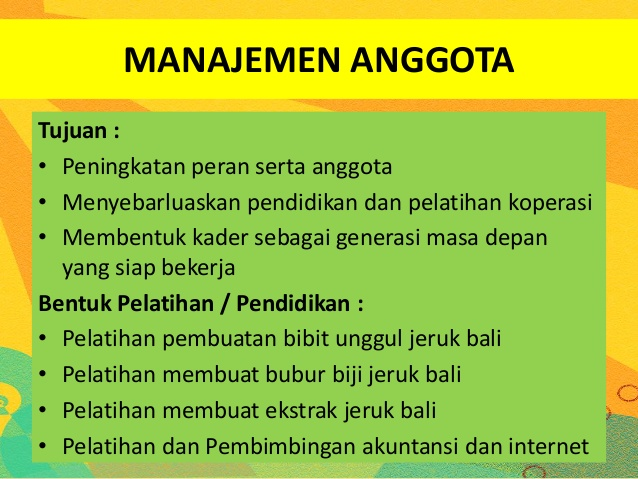 MANAJEMEN ANGGOTA
Tujuan :
• Peningkatan peran serta anggota
• Menyebarluaskan pendidikan dan pelatihan koperasi
• Membentuk kader sebagai generasi masa depan
yang siap bekerja
Bentuk Pelatihan / Pendidikan :
• Pelatihan pembuatan bibit unggul jeruk bali
• Pelatihan membuat bubur biji jeruk bali
• Pelatihan membuat ekstrak jeruk bali
• Pelatihan dan Pembimbingan akuntansi dan internet